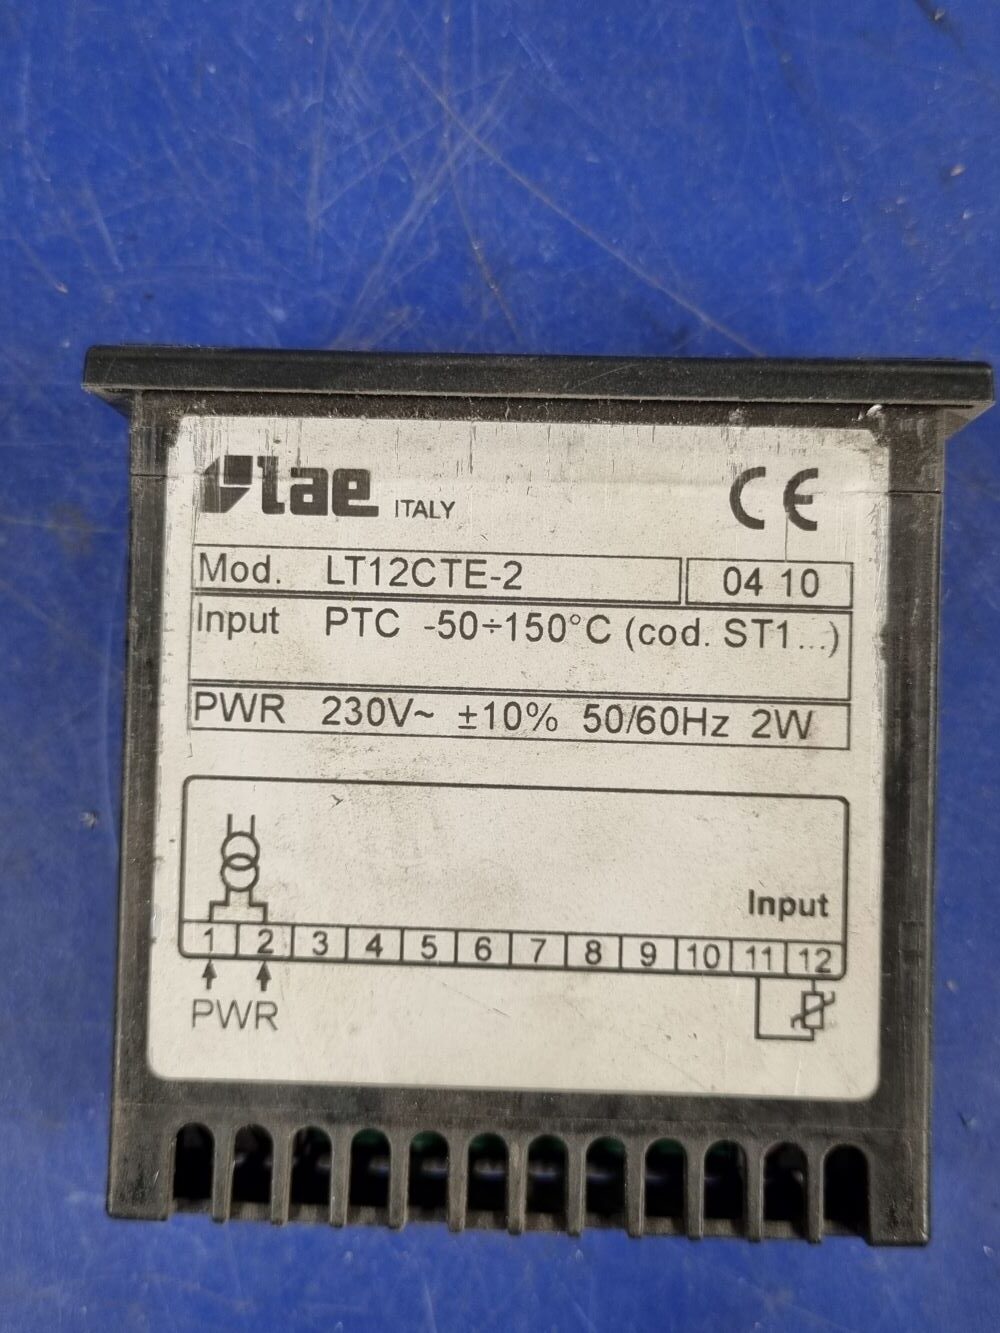 lae ITALY
CE
Mod. LT12CTE-2 04 10
Input PTC -50÷150°C (cod. ST1...)
PWR 230V~ ±10% 50/60Hz 2W
Input
1 2 3 4 5 6 7 8 9 10 11 12
PWR